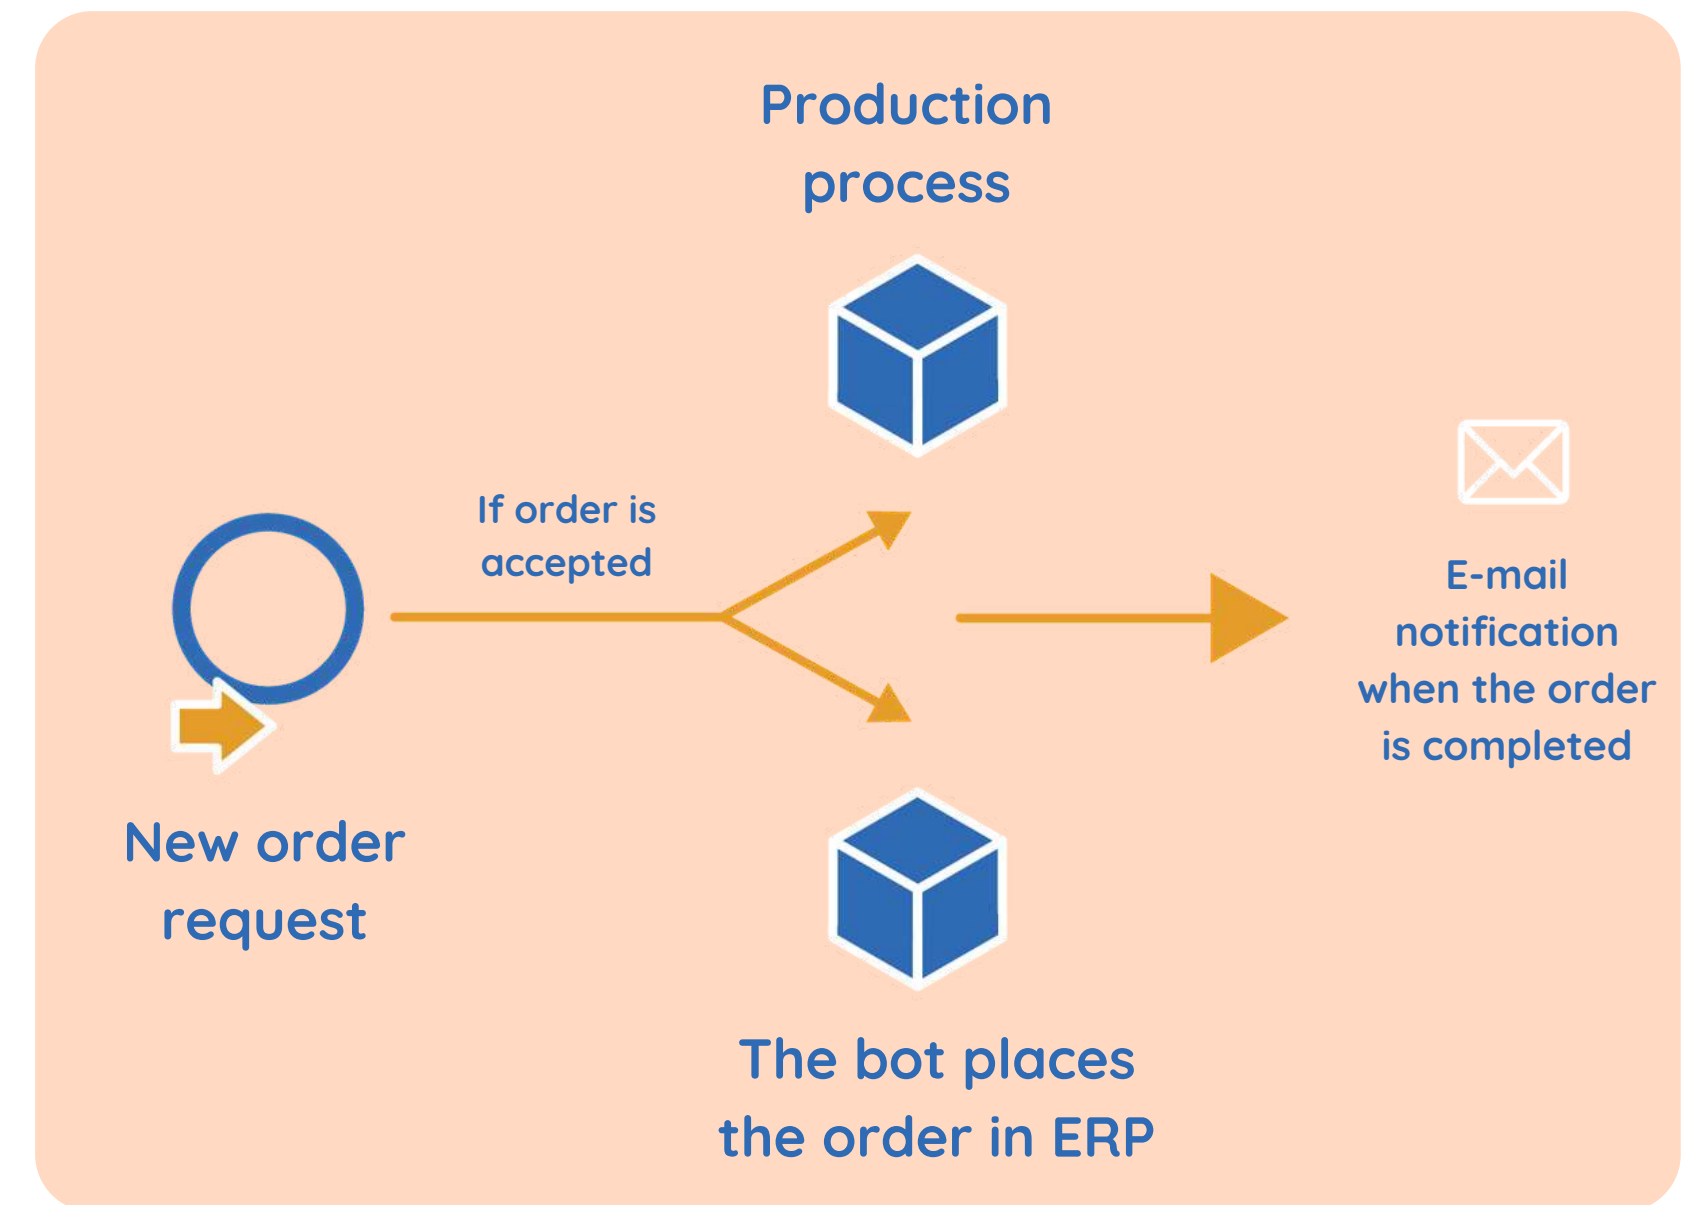 Production
process
If order is
accepted
E-mail
notification
when the order
is completed
New order
request
The bot places
the order in ERP